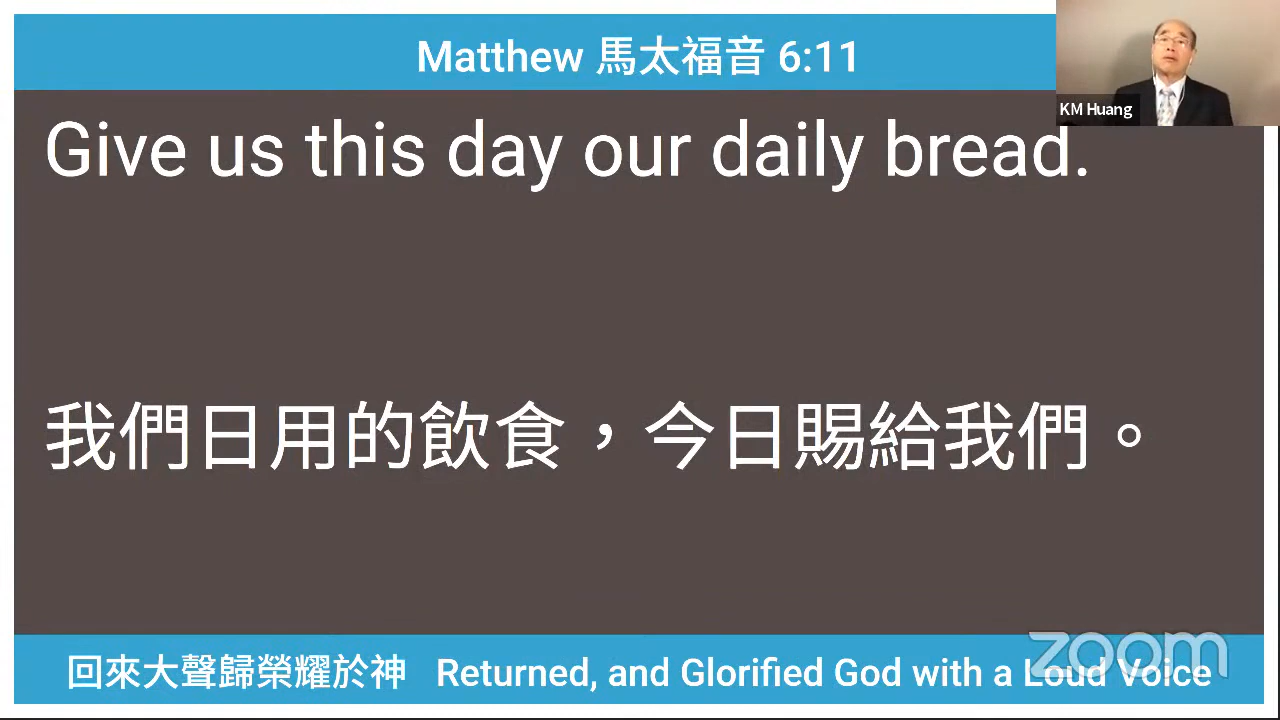 Matthew 馬太福音 6:11
KM Huang
Give us this day our daily bread.
我們日用的飲食，今日賜給我們。
回來大聲歸榮耀於神 Returned, and Glorified God with a Loud Voice
zoom